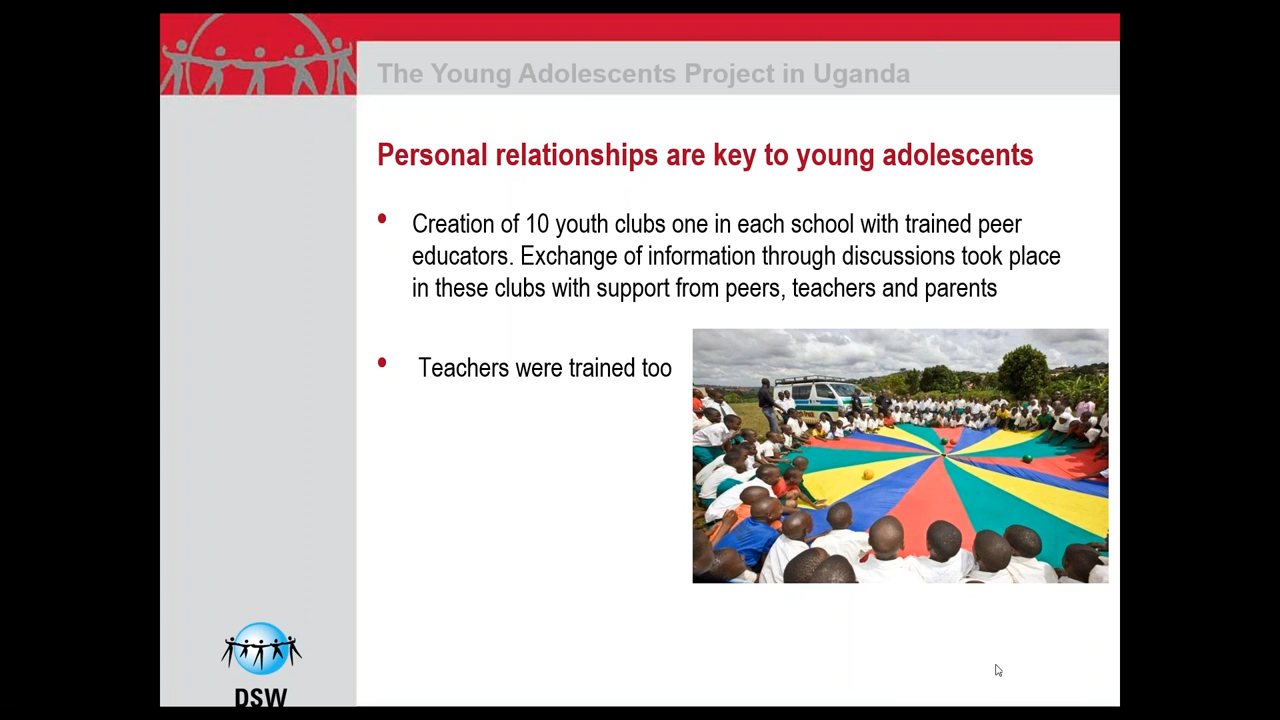 The Young Adolescents Project in Uganda
Personal relationships are key to young adolescents
• Creation of 10 youth clubs one in each school with trained peer
educators. Exchange of information through discussions took place
in these clubs with support from peers, teachers and parents
• Teachers were trained too
DSW